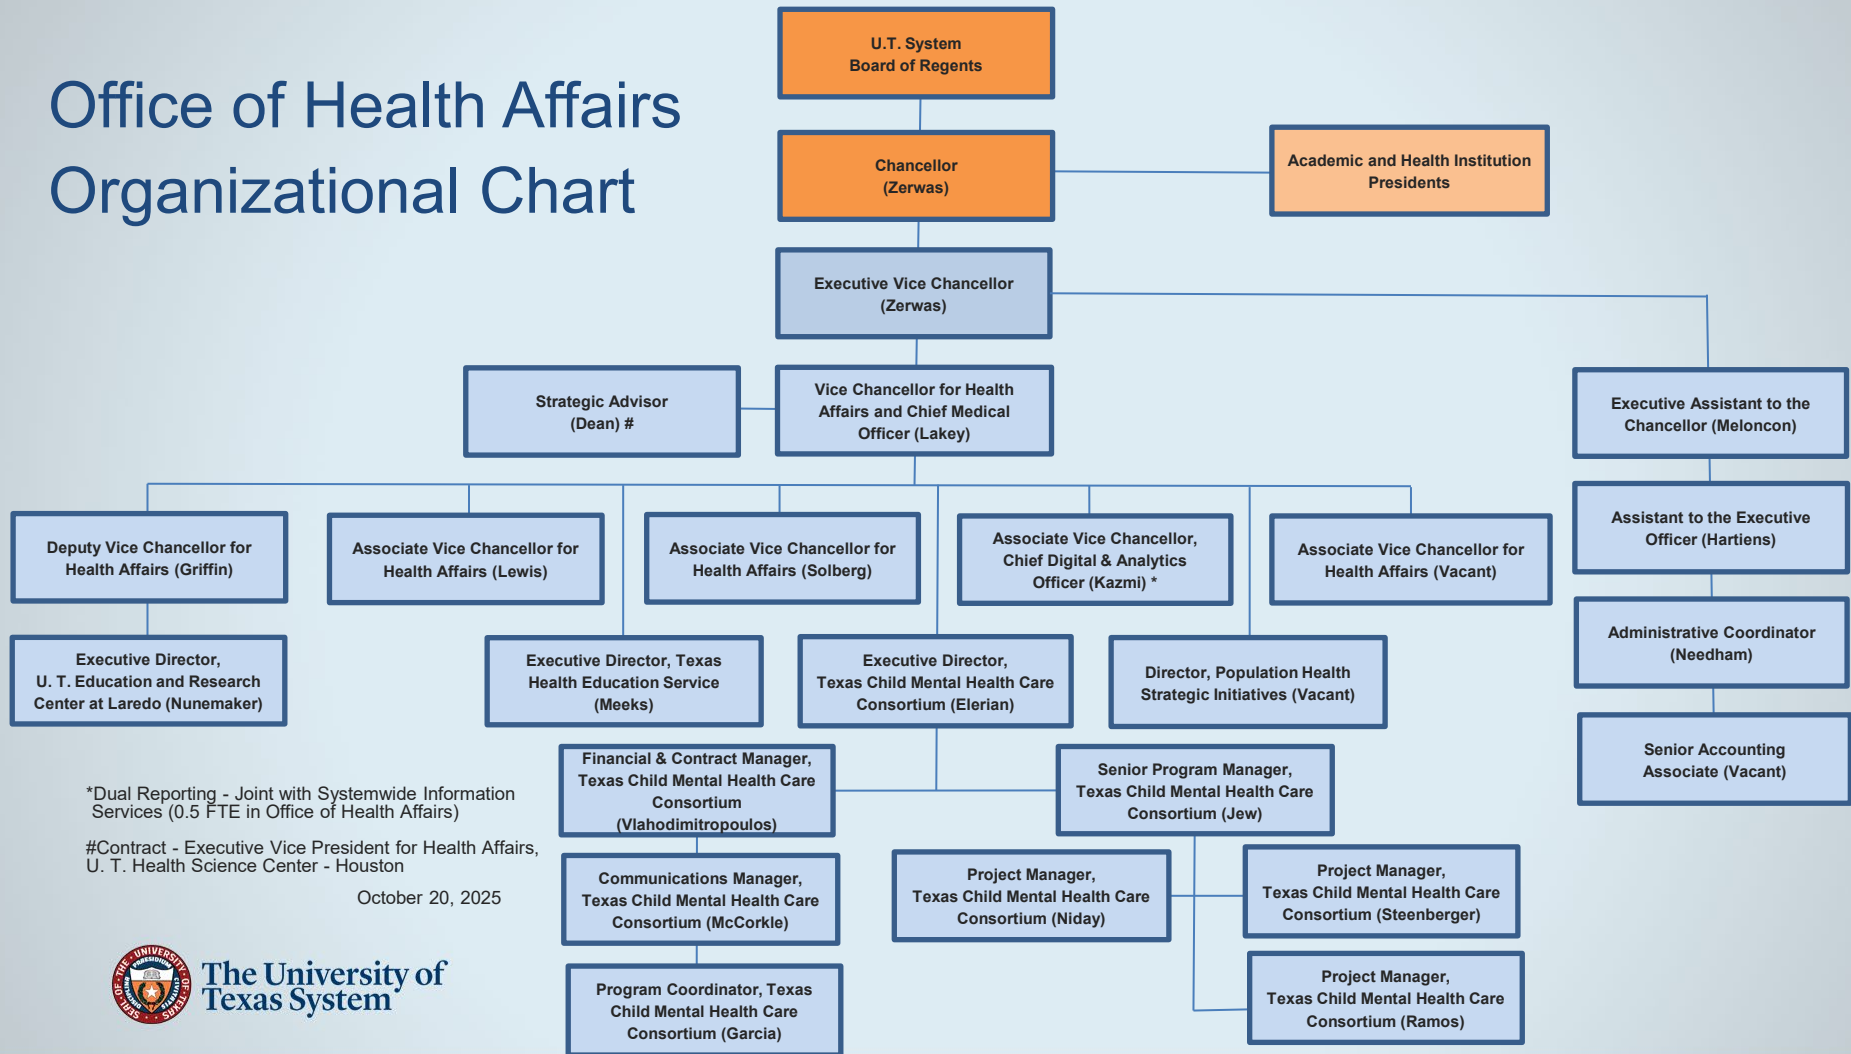 Office of Health Affairs
Organizational Chart
U.T. System
Board of Regents
Chancellor
(Zerwas)
Academic and Health Institution
Presidents
Executive Vice Chancellor
(Zerwas)
Strategic Advisor
(Dean) #
Vice Chancellor for Health
Affairs and Chief Medical
Officer (Lakey)
Executive Assistant to the
Chancellor (Meloncon)
Deputy Vice Chancellor for
Health Affairs (Griffin)
Associate Vice Chancellor for
Health Affairs (Lewis)
Associate Vice Chancellor for
Health Affairs (Solberg)
Associate Vice Chancellor,
Chief Digital & Analytics
Officer (Kazmi) *
Associate Vice Chancellor for
Health Affairs (Vacant)
Assistant to the Executive
Officer (Hartiens)
Executive Director,
U. T. Education and Research
Center at Laredo (Nunemaker)
Executive Director, Texas
Health Education Service
(Meeks)
Executive Director,
Texas Child Mental Health Care
Consortium (Elerian)
Director, Population Health
Strategic Initiatives (Vacant)
Administrative Coordinator
(Needham)
Senior Accounting
Associate (Vacant)
Financial & Contract Manager,
Texas Child Mental Health Care
Consortium
(Vlahodimitropoulos)
Senior Program Manager,
Texas Child Mental Health Care
Consortium (Jew)
Communications Manager,
Texas Child Mental Health Care
Consortium (McCorkle)
Project Manager,
Texas Child Mental Health Care
Consortium (Niday)
Project Manager,
Texas Child Mental Health Care
Consortium (Steenberger)
Program Coordinator, Texas
Child Mental Health Care
Consortium (Garcia)
Project Manager,
Texas Child Mental Health Care
Consortium (Ramos)
*Dual Reporting - Joint with Systemwide Information
Services (0.5 FTE in Office of Health Affairs)
#Contract - Executive Vice President for Health Affairs,
U. T. Health Science Center - Houston
October 20, 2025
SEAL OF THE UNIVERSITY OF TEXAS
The University of
Texas System